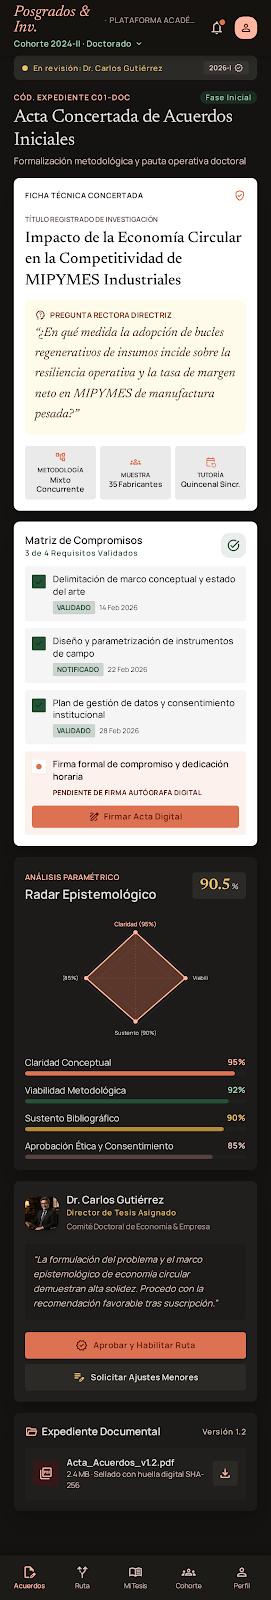 Posgrados & Inv.
· PLATAFORMA ACADÉ...
Cohorte 2024-II · Doctorado
En revisión: Dr. Carlos Gutiérrez
2026-I
CÓD. EXPEDIENTE C01-DOC
Fase Inicial
Acta Concertada de Acuerdos
Iniciales
Formalización metodológica y pauta operativa doctoral
FICHA TÉCNICA CONCERTADA
TÍTULO REGISTRADO DE INVESTIGACIÓN
Impacto de la Economía Circular
en la Competitividad de
MIPYMES Industriales
PREGUNTA RECTORA DIRECTRIZ
“¿En qué medida la adopción de bucles
regenerativos de insumos incide sobre la
resiliencia operativa y la tasa de margen
neto en MIPYMES de manufactura
pesada?”
METODOLOGÍA
Mixto
Concurrente
MUESTRA
35 Fabricantes
TUTORÍA
Quincenal Sincr.
Matriz de Compromisos
3 de 4 Requisitos Validados
Delimitación de marco conceptual y estado
del arte
VALIDADO 14 Feb 2026
Diseño y parametrización de instrumentos
de campo
NOTIFICADO 22 Feb 2026
Plan de gestión de datos y consentimiento
institucional
VALIDADO 28 Feb 2026
Firma formal de compromiso y dedicación
horaria
PENDIENTE DE FIRMA AUTÓGRAFA DIGITAL
Firmar Acta Digital
ANÁLISIS PARAMÉTRICO
Radar Epistemológico
90.5%
Claridad (95%)
(85%)
Viabili
Sustento (90%)
Claridad Conceptual 95%
Viabilidad Metodológica 92%
Sustento Bibliográfico 90%
Aprobación Ética y Consentimiento 85%
Dr. Carlos Gutiérrez
Director de Tesis Asignado
Comité Doctoral de Economía & Empresa
"La formulación del problema y el marco
epistemológico de economía circular
demuestran alta solidez. Procedo con la
recomendación favorable tras suscripción."
Aprobar y Habilitar Ruta
Solicitar Ajustes Menores
Expediente Documental
Versión 1.2
Acta_Acuerdos_v1.2.pdf
2.4 MB · Sellado con huella digital SHA-
256
Acuerdos
Ruta
Mi Tesis
Cohorte
Perfil